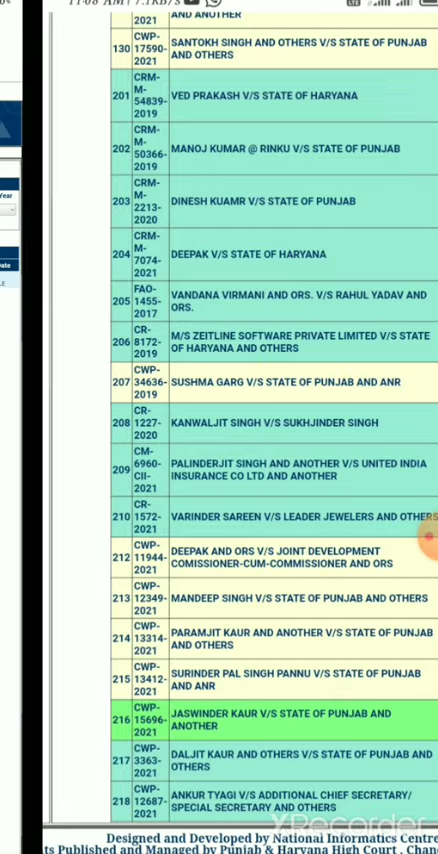 11:08 AM | 7.1KB/s
2021 AND ANOTHER
130 CWP-17590-2021 SANTOKH SINGH AND OTHERS V/S STATE OF PUNJAB
AND OTHERS
201 CRM-M-54839-2019 VED PRAKASH V/S STATE OF HARYANA
202 CRM-M-50366-2019 MANOJ KUMAR @ RINKU V/S STATE OF PUNJAB
203 CRM-M-2213-2020 DINESH KUAMR V/S STATE OF PUNJAB
204 CRM-M-7074-2021 DEEPAK V/S STATE OF HARYANA
205 FAO-1455-2017 VANDANA VIRMANI AND ORS. V/S RAHUL YADAV AND
ORS.
206 CR-8172-2019 M/S ZEITLINE SOFTWARE PRIVATE LIMITED V/S STATE
OF HARYANA AND OTHERS
207 CWP-34636-2019 SUSHMA GARG V/S STATE OF PUNJAB AND ANR
208 CR-1227-2020 KANWALJIT SINGH V/S SUKHJINDER SINGH
209 CM-6960-CII-2021 PALINDERJIT SINGH AND ANOTHER V/S UNITED INDIA
INSURANCE CO LTD AND ANOTHER
210 CR-1572-2021 VARINDER SAREEN V/S LEADER JEWELERS AND OTHERS
212 CWP-11944-2021 DEEPAK AND ORS V/S JOINT DEVELOPMENT
COMISSIONER-CUM-COMMISSIONER AND ORS
213 CWP-12349-2021 MANDEEP SINGH V/S STATE OF PUNJAB AND OTHERS
214 CWP-13314-2021 PARAMJIT KAUR AND ANOTHER V/S STATE OF PUNJAB
AND OTHERS
215 CWP-13412-2021 SURINDER PAL SINGH PANNU V/S STATE OF PUNJAB
AND ANR
216 CWP-15696-2021 JASWINDER KAUR V/S STATE OF PUNJAB AND
ANOTHER
217 CWP-3363-2021 DALJIT KAUR AND OTHERS V/S STATE OF PUNJAB AND
OTHERS
218 CWP-12687-2021 ANKUR TYAGI V/S ADDITIONAL CHIEF SECRETARY/
SPECIAL SECRETARY AND OTHERS
XRecorder
Designed and Developed by National Informatics Centre
ts Published and Managed by Punjab & Haryana High Court , Chan
Year
ate